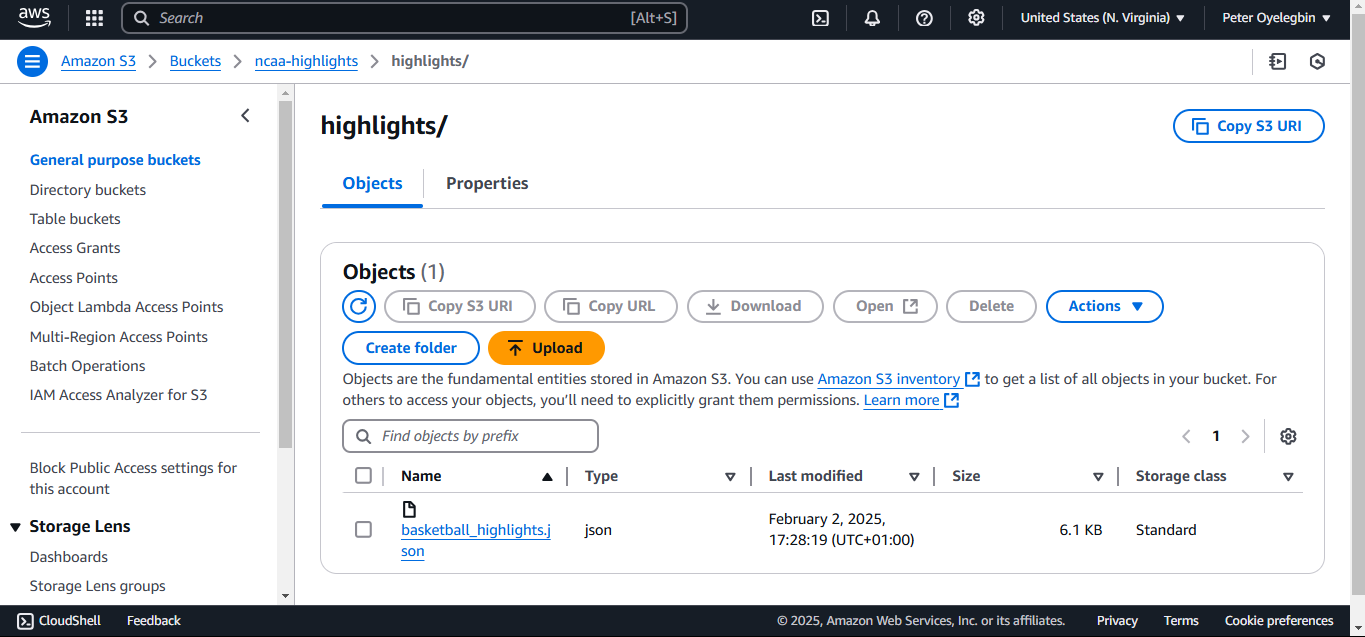 aws
Search [Alt+S]
United States (N. Virginia)
Peter Oyelegbin
Amazon S3
Buckets
ncaa-highlights
highlights/
Amazon S3
General purpose buckets
Directory buckets
Table buckets
Access Grants
Access Points
Object Lambda Access Points
Multi-Region Access Points
Batch Operations
IAM Access Analyzer for S3
Block Public Access settings for
this account
Storage Lens
Dashboards
Storage Lens groups
highlights/
Copy S3 URI
Objects
Properties
Objects (1)
Copy S3 URI
Copy URL
Download
Open
Delete
Actions
Create folder
Upload
Objects are the fundamental entities stored in Amazon S3. You can use Amazon S3 inventory to get a list of all objects in your bucket. For
others to access your objects, you’ll need to explicitly grant them permissions. Learn more
Find objects by prefix
1
Name
Type
Last modified
Size
Storage class
basketball_highlights.j
son
json
February 2, 2025,
17:28:19 (UTC+01:00)
6.1 KB
Standard
CloudShell
Feedback
© 2025, Amazon Web Services, Inc. or its affiliates.
Privacy
Terms
Cookie preferences